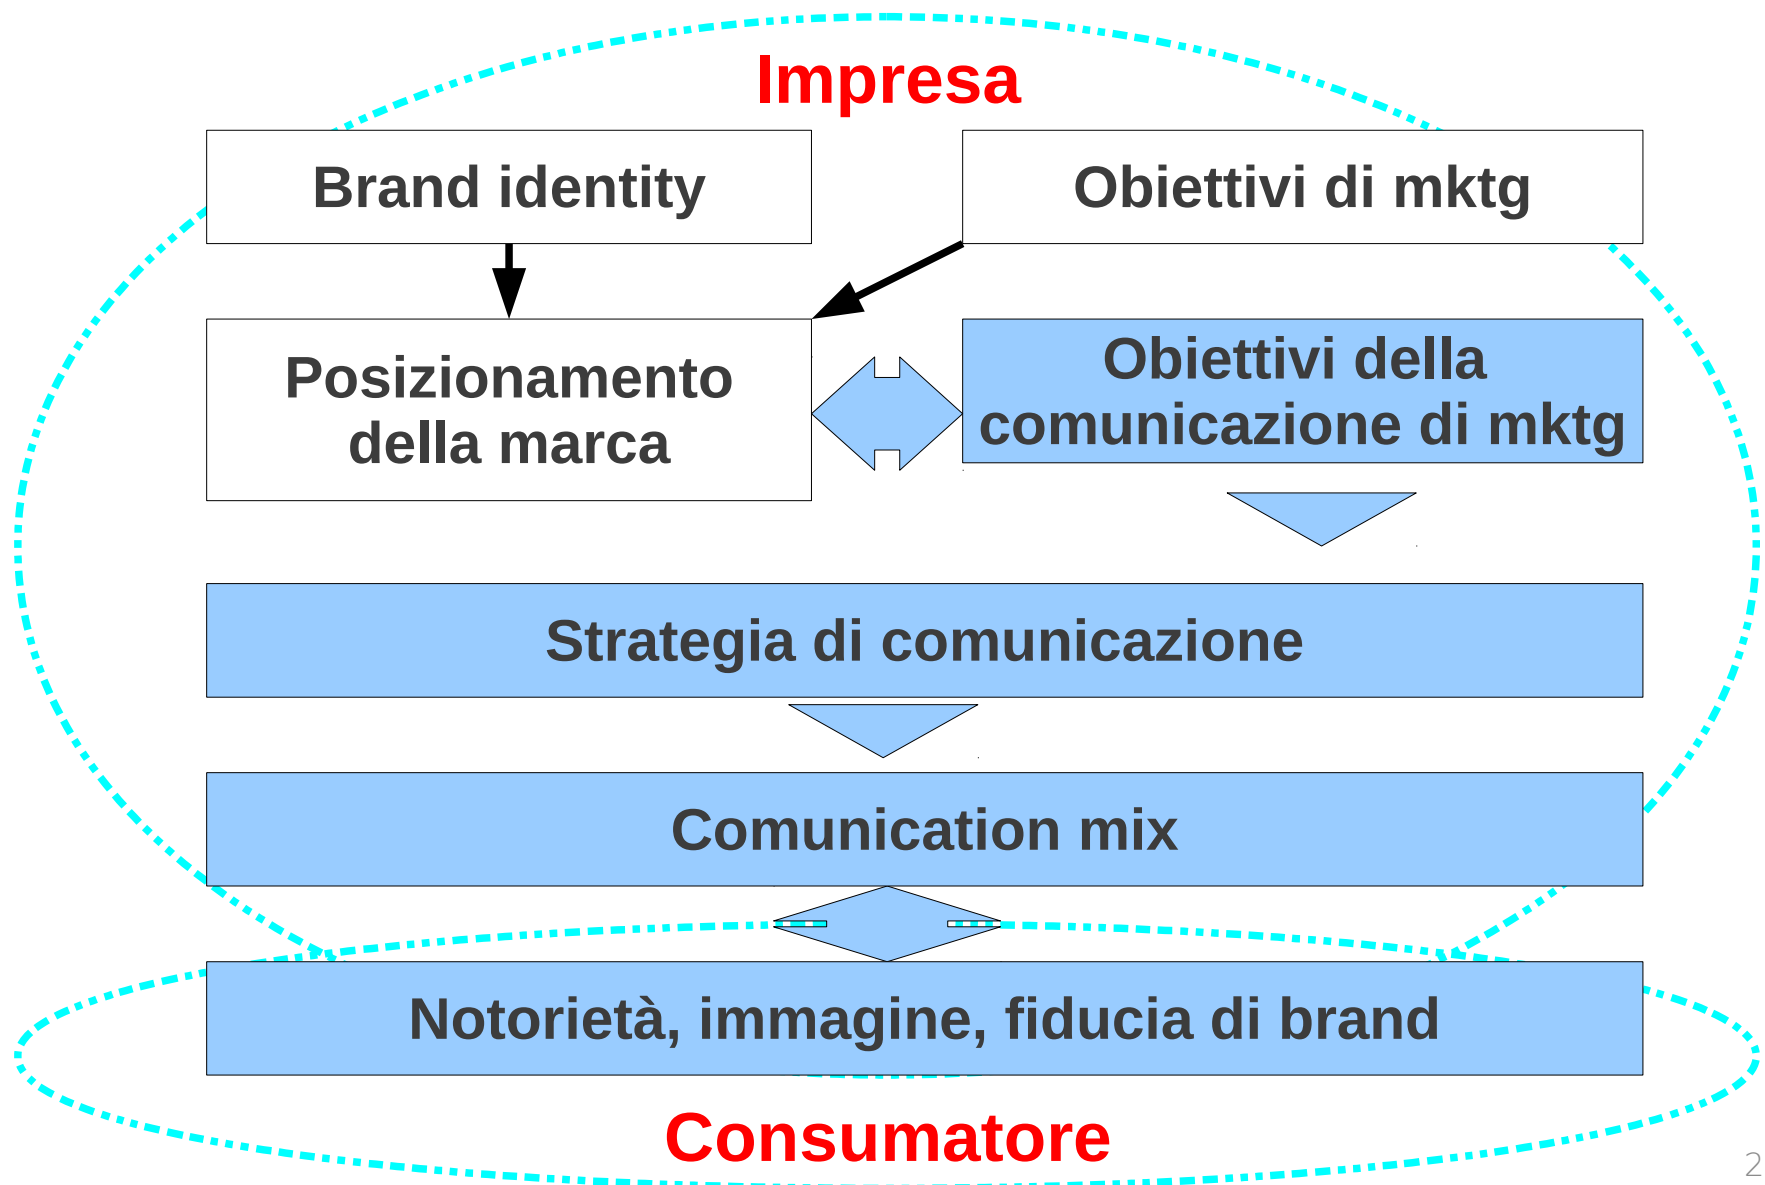 Impresa
Brand identity
Obiettivi di mktg
Posizionamento
della marca
Obiettivi della
comunicazione di mktg
Strategia di comunicazione
Comunication mix
Notorietà, immagine, fiducia di brand
Consumatore
2